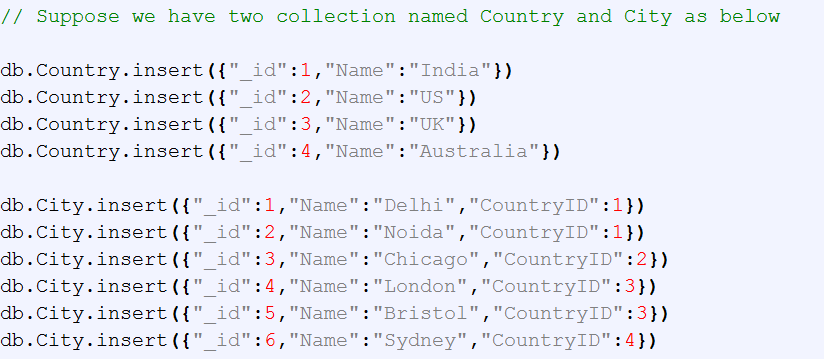 // Suppose we have two collection named Country and City as below
db.Country.insert({"_id":1,"Name":"India"})
db.Country.insert({"_id":2,"Name":"US"})
db.Country.insert({"_id":3,"Name":"UK"})
db.Country.insert({"_id":4,"Name":"Australia"})
db.City.insert({"_id":1,"Name":"Delhi","CountryID":1})
db.City.insert({"_id":2,"Name":"Noida","CountryID":1})
db.City.insert({"_id":3,"Name":"Chicago","CountryID":2})
db.City.insert({"_id":4,"Name":"London","CountryID":3})
db.City.insert({"_id":5,"Name":"Bristol","CountryID":3})
db.City.insert({"_id":6,"Name":"Sydney","CountryID":4})